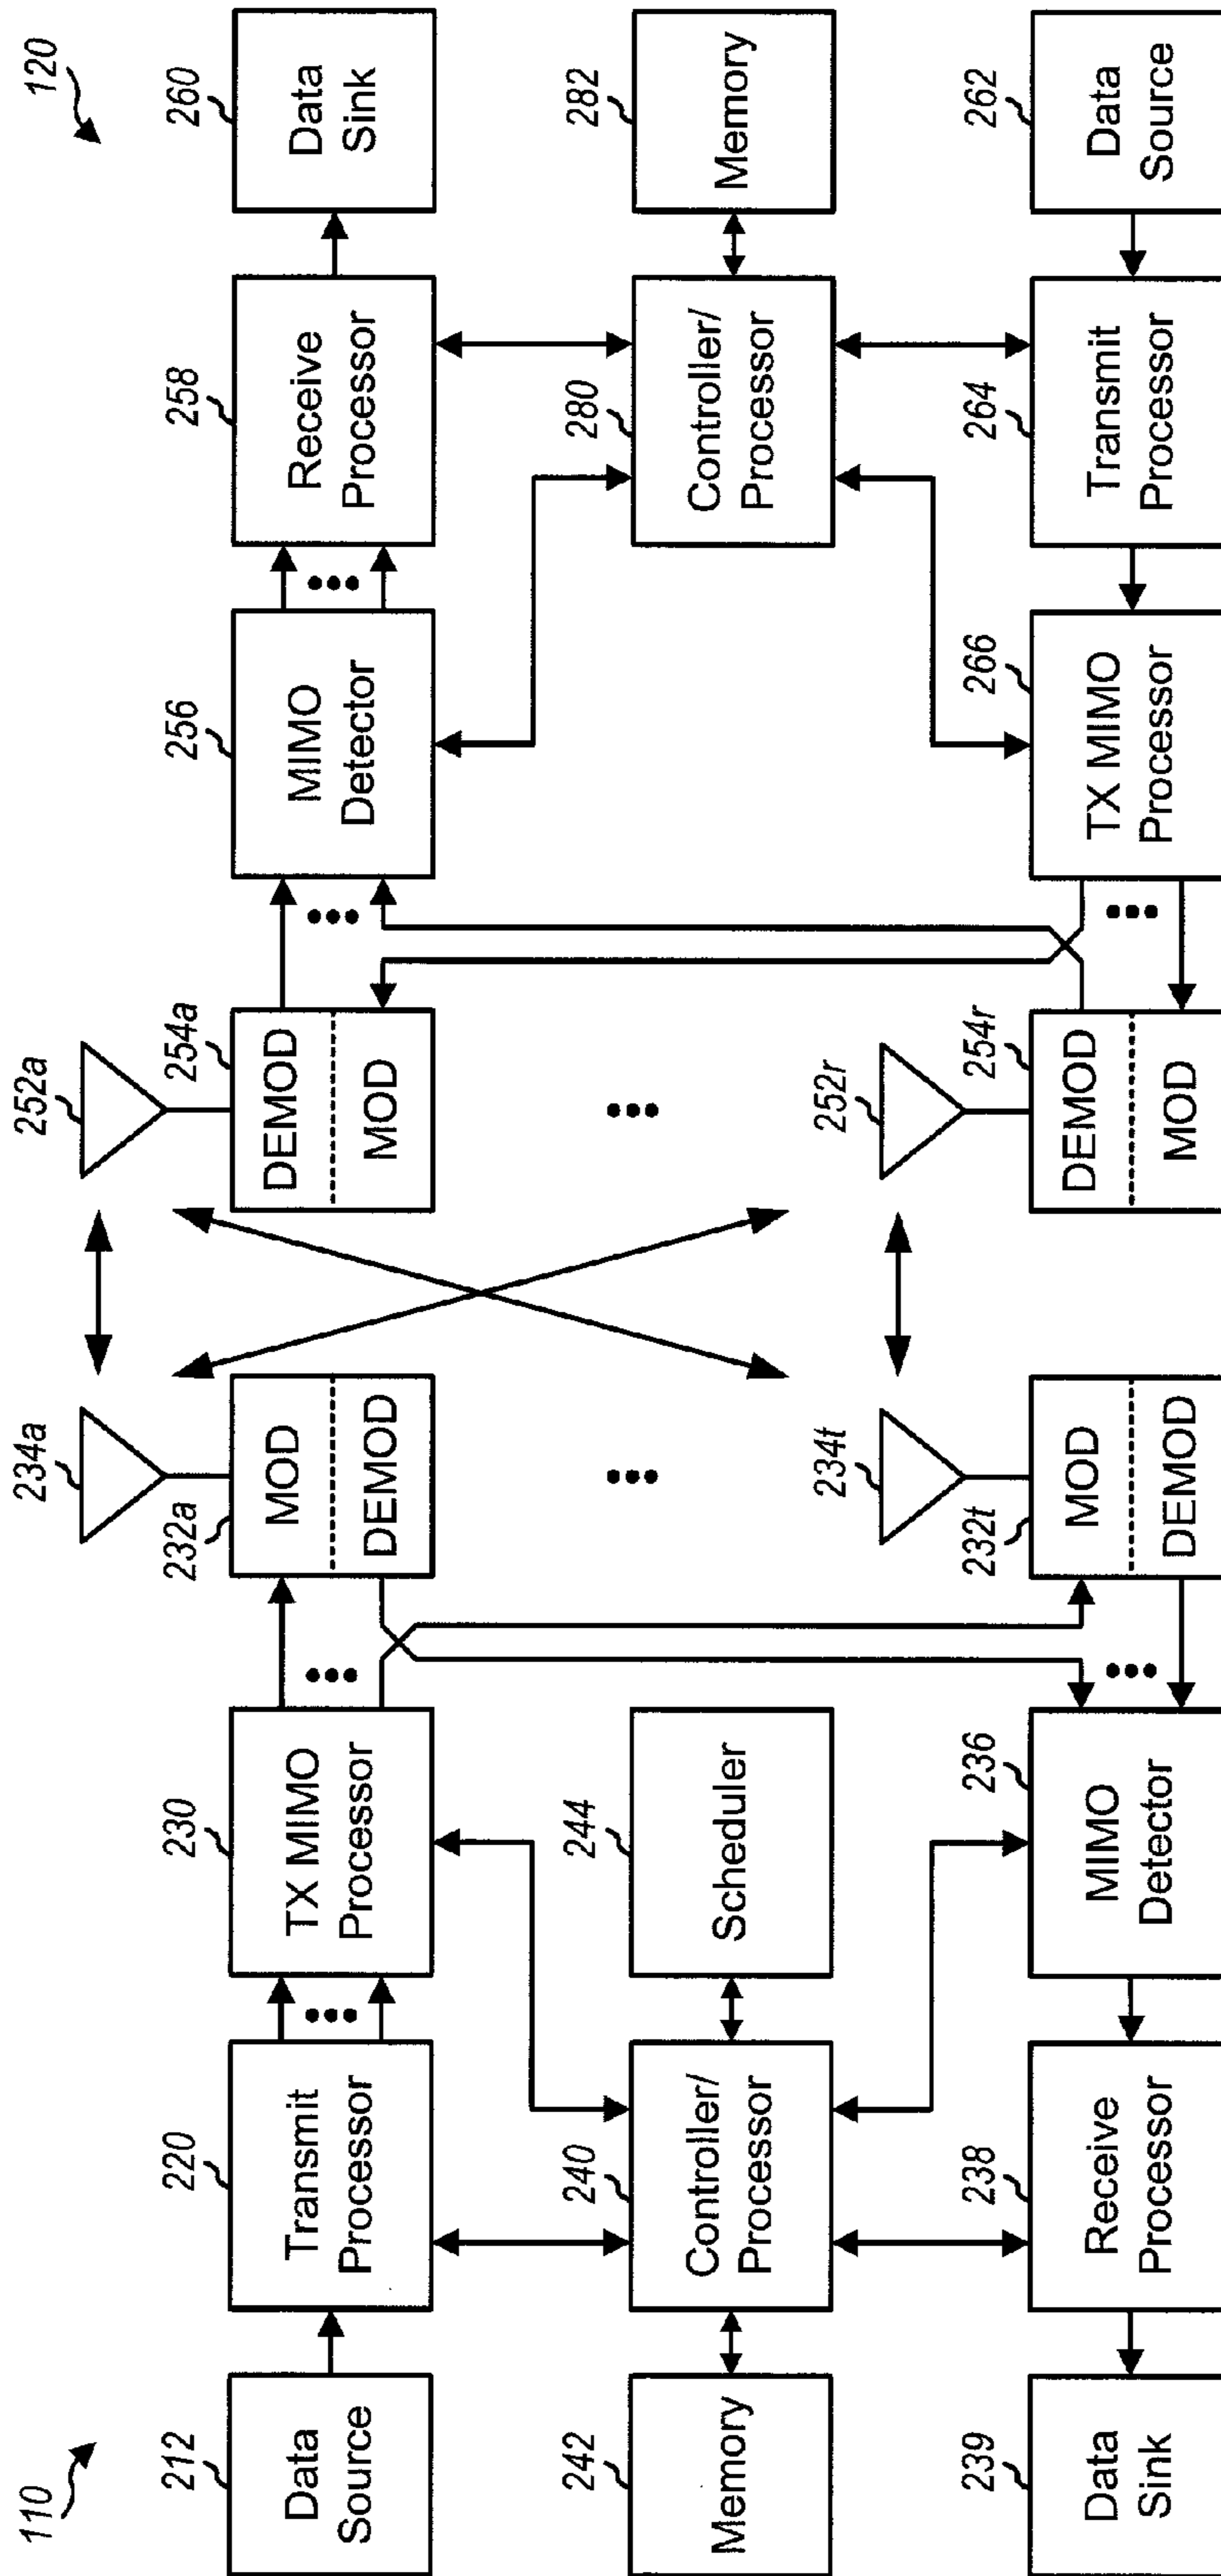 110
120
212
Data
Source
220
Transmit
Processor
230
TX MIMO
Processor
234a
232a
MOD
DEMOD
252a
254a
DEMOD
MOD
256
MIMO
Detector
258
Receive
Processor
260
Data
Sink
242
Memory
240
Controller/
Processor
244
Scheduler
280
Controller/
Processor
282
Memory
239
Data
Sink
238
Receive
Processor
236
MIMO
Detector
234t
232t
MOD
DEMOD
252r
254r
DEMOD
MOD
266
TX MIMO
Processor
264
Transmit
Processor
262
Data
Source